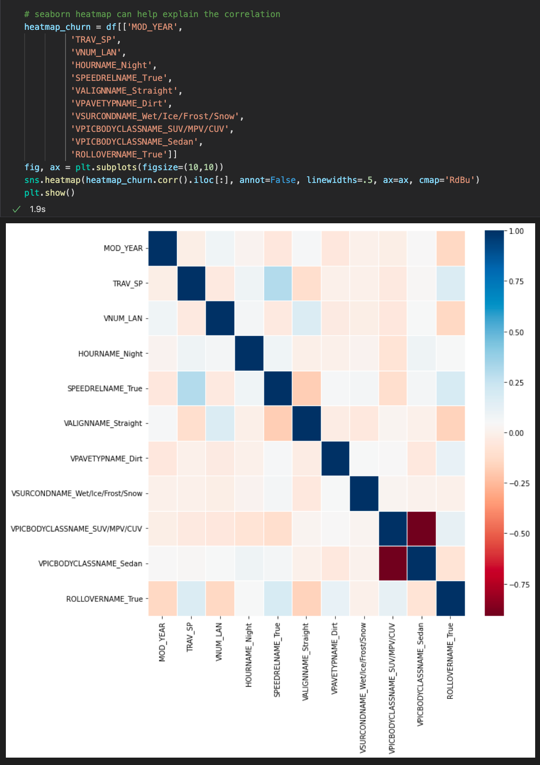 # seaborn heatmap can help explain the correlation
heatmap_churn = df[['MOD_YEAR',
'TRAV_SP',
'VNUM_LAN',
'HOURNAME_Night',
'SPEEDRELNAME_True',
'VALIGNNAME_Straight',
'VPAVETYPNAME_Dirt',
'VSURCONDNAME_Wet/Ice/Frost/Snow',
'VPICBODYCLASSNAME_SUV/MPV/CUV',
'VPICBODYCLASSNAME_Sedan',
'ROLLOVERNAME_True']]
fig, ax = plt.subplots(figsize=(10,10))
sns.heatmap(heatmap_churn.corr().iloc[:], annot=False, linewidths=.5, ax=ax, cmap='RdBu')
plt.show()
✓ 1.9s
MOD_YEAR
TRAV_SP
VNUM_LAN
HOURNAME_Night
SPEEDRELNAME_True
VALIGNNAME_Straight
VPAVETYPNAME_Dirt
VSURCONDNAME_Wet/Ice/Frost/Snow
VPICBODYCLASSNAME_SUV/MPV/CUV
VPICBODYCLASSNAME_Sedan
ROLLOVERNAME_True
MOD_YEAR
TRAV_SP
VNUM_LAN
HOURNAME_Night
SPEEDRELNAME_True
VALIGNNAME_Straight
VPAVETYPNAME_Dirt
VSURCONDNAME_Wet/Ice/Frost/Snow
VPICBODYCLASSNAME_SUV/MPV/CUV
VPICBODYCLASSNAME_Sedan
ROLLOVERNAME_True
1.00
0.75
0.50
0.25
0.00
−0.25
−0.50
−0.75